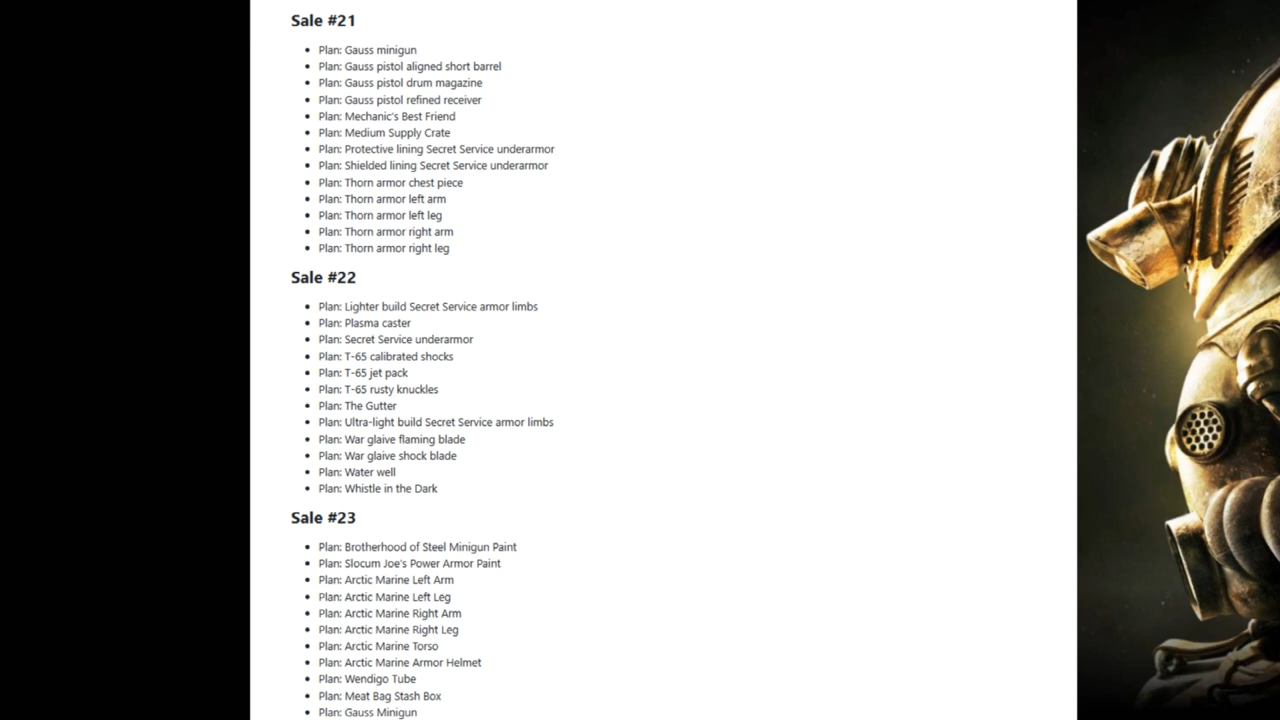 Sale #21
Plan: Gauss minigun
Plan: Gauss pistol aligned short barrel
Plan: Gauss pistol drum magazine
Plan: Gauss pistol refined receiver
Plan: Mechanic's Best Friend
Plan: Medium Supply Crate
Plan: Protective lining Secret Service underarmor
Plan: Shielded lining Secret Service underarmor
Plan: Thorn armor chest piece
Plan: Thorn armor left arm
Plan: Thorn armor left leg
Plan: Thorn armor right arm
Plan: Thorn armor right leg
Sale #22
Plan: Lighter build Secret Service armor limbs
Plan: Plasma caster
Plan: Secret Service underarmor
Plan: T-65 calibrated shocks
Plan: T-65 jet pack
Plan: T-65 rusty knuckles
Plan: The Gutter
Plan: Ultra-light build Secret Service armor limbs
Plan: War glaive flaming blade
Plan: War glaive shock blade
Plan: Water well
Plan: Whistle in the Dark
Sale #23
Plan: Brotherhood of Steel Minigun Paint
Plan: Slocum Joe's Power Armor Paint
Plan: Arctic Marine Left Arm
Plan: Arctic Marine Left Leg
Plan: Arctic Marine Right Arm
Plan: Arctic Marine Right Leg
Plan: Arctic Marine Torso
Plan: Arctic Marine Armor Helmet
Plan: Wendigo Tube
Plan: Meat Bag Stash Box
Plan: Gauss Minigun